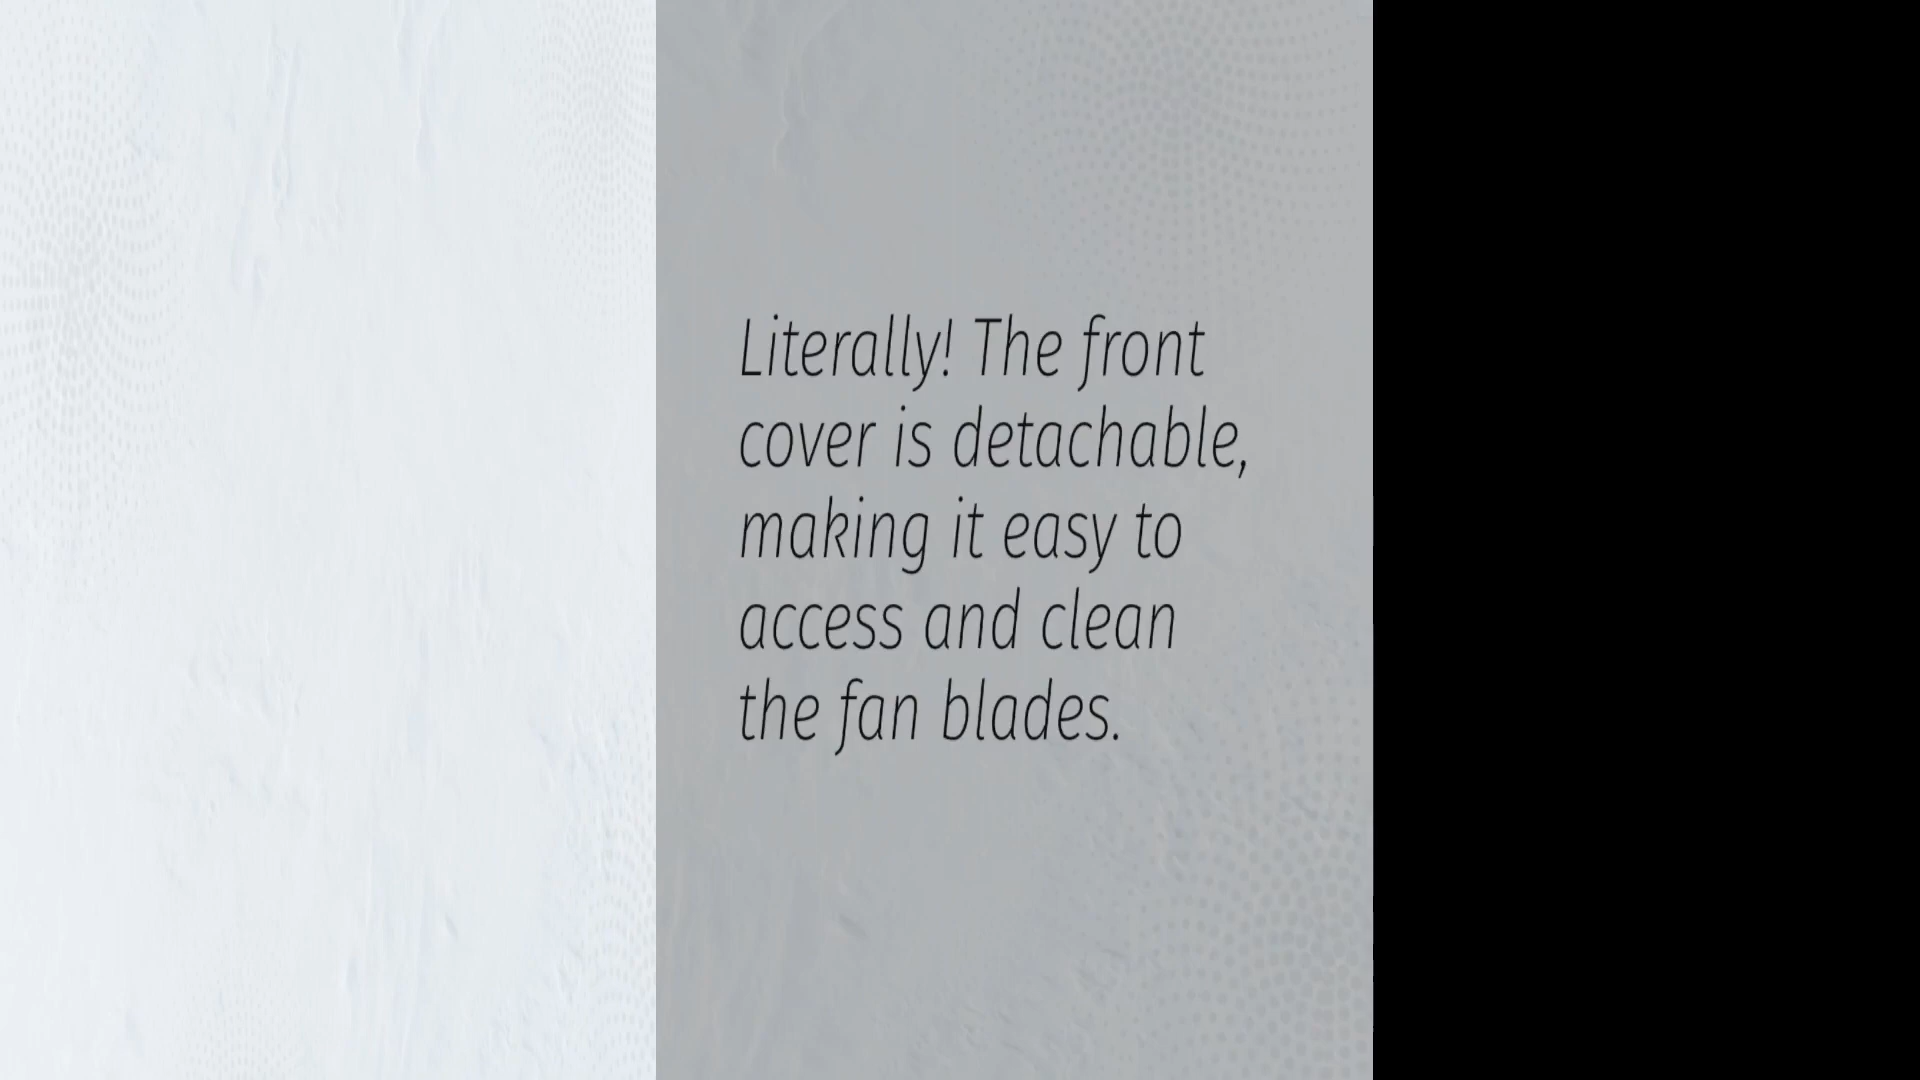 Literally! The front
cover is detachable,
making it easy to
access and clean
the fan blades.